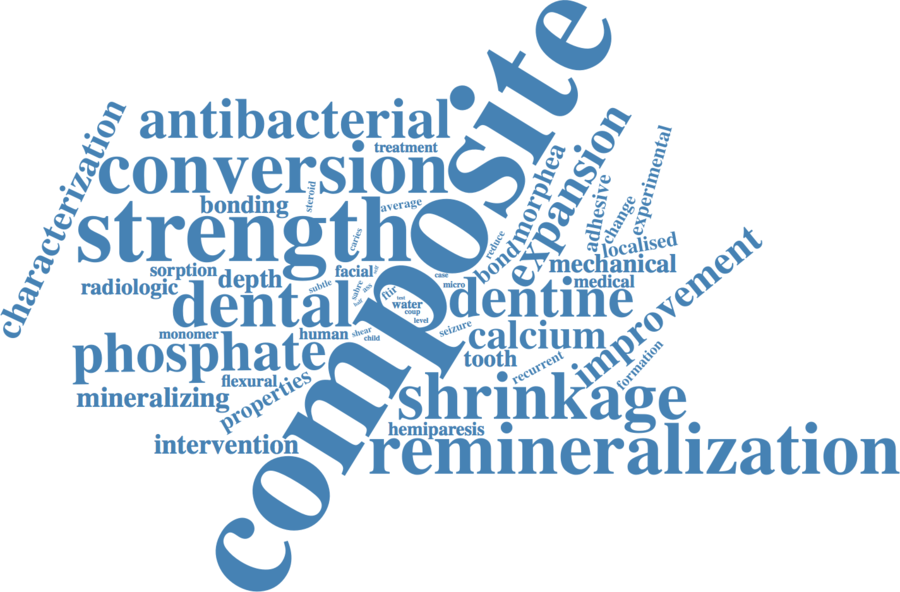 composite
antibacterial
characterization
treatment
conversion
steroid
bonding
average
strength
caries
reduce
bond
morphea
expansion
adhesive
change
experimental
localised
mechanical
medical
sorption
radiologic
depth
facial
subtle
sabre
ass
ftir
case
micro
water
coup
level
dental
dentine
monomer
human
shear
child
seizure
calcium
phosphate
tooth
improvement
recurrent
formation
flexural
properties
mineralizing
shrinkage
hemiparesis
intervention
remineralization